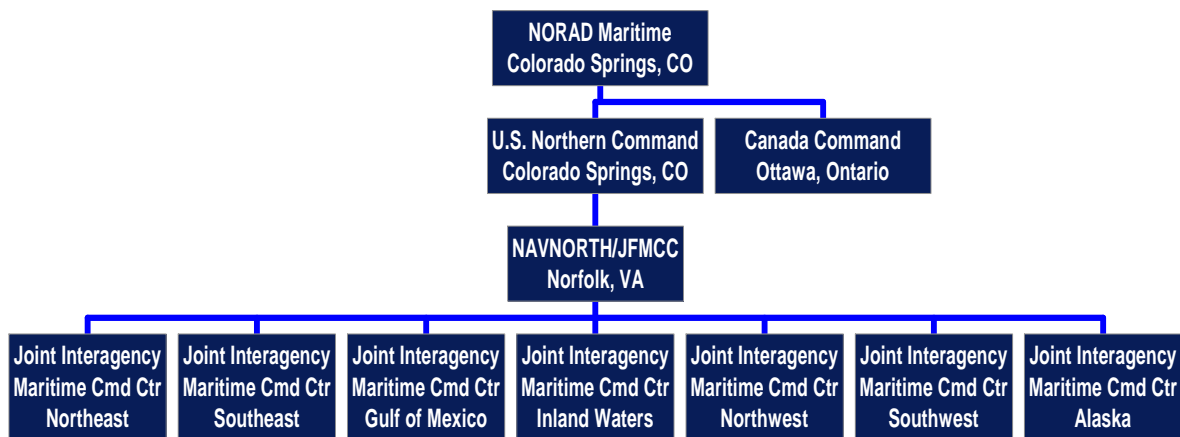 NORAD Maritime
Colorado Springs, CO
U.S. Northern Command
Colorado Springs, CO
Canada Command
Ottawa, Ontario
NAVNORTH/JFMCC
Norfolk, VA
Joint Interagency
Maritime Cmd Ctr
Northeast
Joint Interagency
Maritime Cmd Ctr
Southeast
Joint Interagency
Maritime Cmd Ctr
Gulf of Mexico
Joint Interagency
Maritime Cmd Ctr
Inland Waters
Joint Interagency
Maritime Cmd Ctr
Northwest
Joint Interagency
Maritime Cmd Ctr
Southwest
Joint Interagency
Maritime Cmd Ctr
Alaska